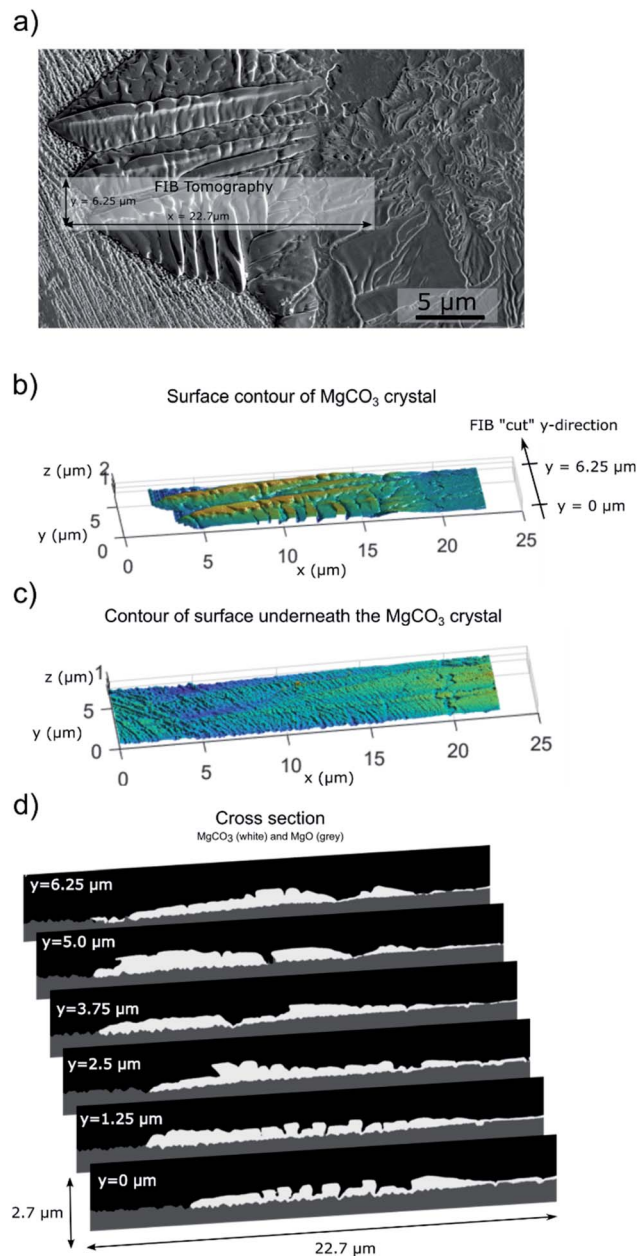 a)
FIB Tomography
y = 6.25 µm
x = 22.7µm
5 µm
b)
Surface contour of MgCO₃ crystal
FIB "cut" y-direction
y = 6.25 µm
y = 0 µm
z (µm)
2
1
5
y (µm)
0
0
5
10
15
20
25
x (µm)
c)
Contour of surface underneath the MgCO₃ crystal
z (µm)
1
5
y (µm)
0
0
5
10
15
20
25
x (µm)
d)
Cross section
MgCO₃ (white) and MgO (grey)
y=6.25 µm
y=5.0 µm
y=3.75 µm
y=2.5 µm
y=1.25 µm
y=0 µm
2.7 µm
22.7 µm